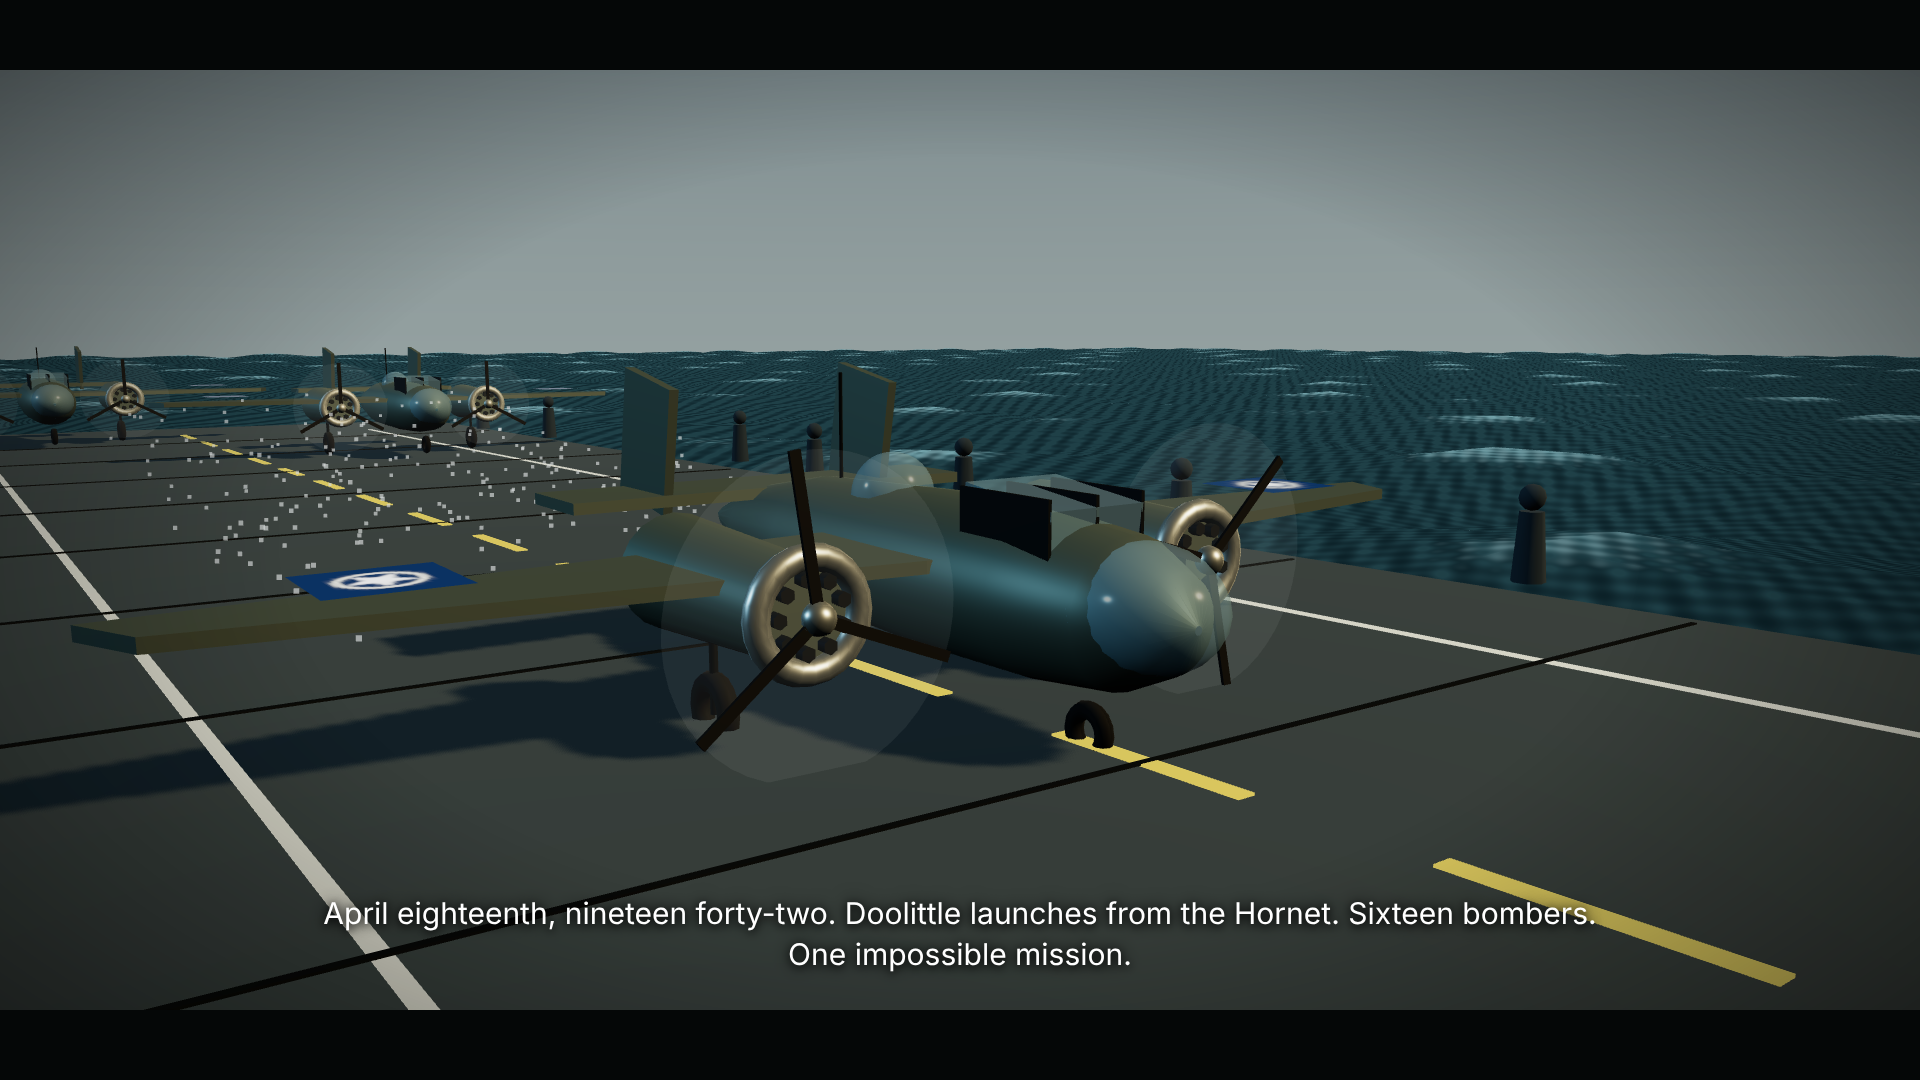 April eighteenth, nineteen forty-two. Doolittle launches from the Hornet. Sixteen bombers.
One impossible mission.